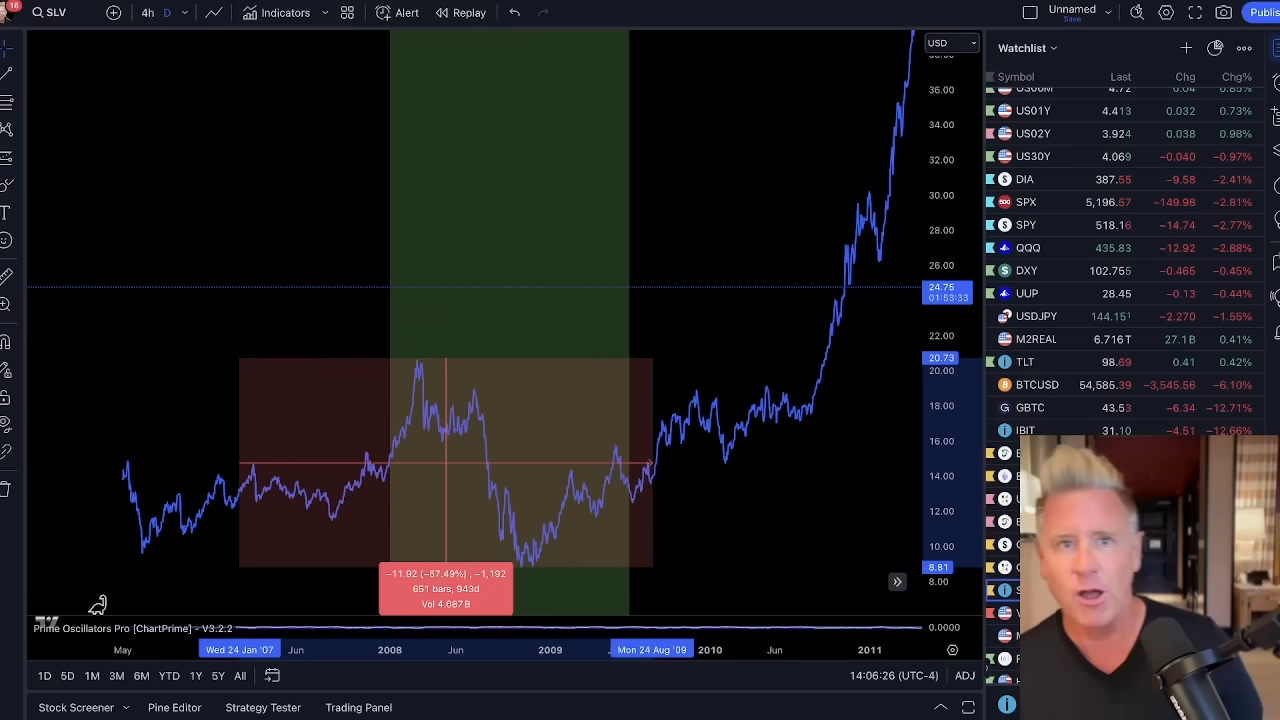 16
SLV
4h D
Indicators
Alert
Replay
Unnamed
Save
Publis
USD
36.00
34.00
32.00
30.00
28.00
26.00
24.75
01:53:33
22.00
20.73
20.00
18.00
16.00
14.00
12.00
10.00
8.81
8.00
−11.92 (−57.49%) , −1,192
651 bars, 943d
Vol 4.687 B
Prime Oscillators Pro [ChartPrime] - V3.2.2
0.0000
May Wed 24 Jan '07 Jun 2008 Jun 2009 Mon 24 Aug '09 2010 Jun 2011
1D 5D 1M 3M 6M YTD 1Y 5Y All
14:06:26 (UTC-4) ADJ
Stock Screener Pine Editor Strategy Tester Trading Panel
Watchlist
Symbol Last Chg Chg%
US06M 4.72 0.04 0.85%
US01Y 4.413 0.032 0.73%
US02Y 3.924 0.038 0.98%
US30Y 4.069 −0.040 −0.97%
DIA 387.55 −9.58 −2.41%
SPX 5,196.57 −149.98 −2.81%
SPY 518.16 −14.74 −2.77%
QQQ 435.83 −12.92 −2.88%
DXY 102.765 −0.465 −0.45%
UUP 28.45 −0.13 −0.44%
USDJPY 144.151 −2.270 −1.55%
M2REAL 6.716T 27.1B 0.41%
TLT 98.69 0.41 0.42%
BTCUSD 54,586.39 −3,545.56 −6.10%
GBTC 43.53 −6.34 −12.71%
IBIT 31.10 −4.51 −12.66%